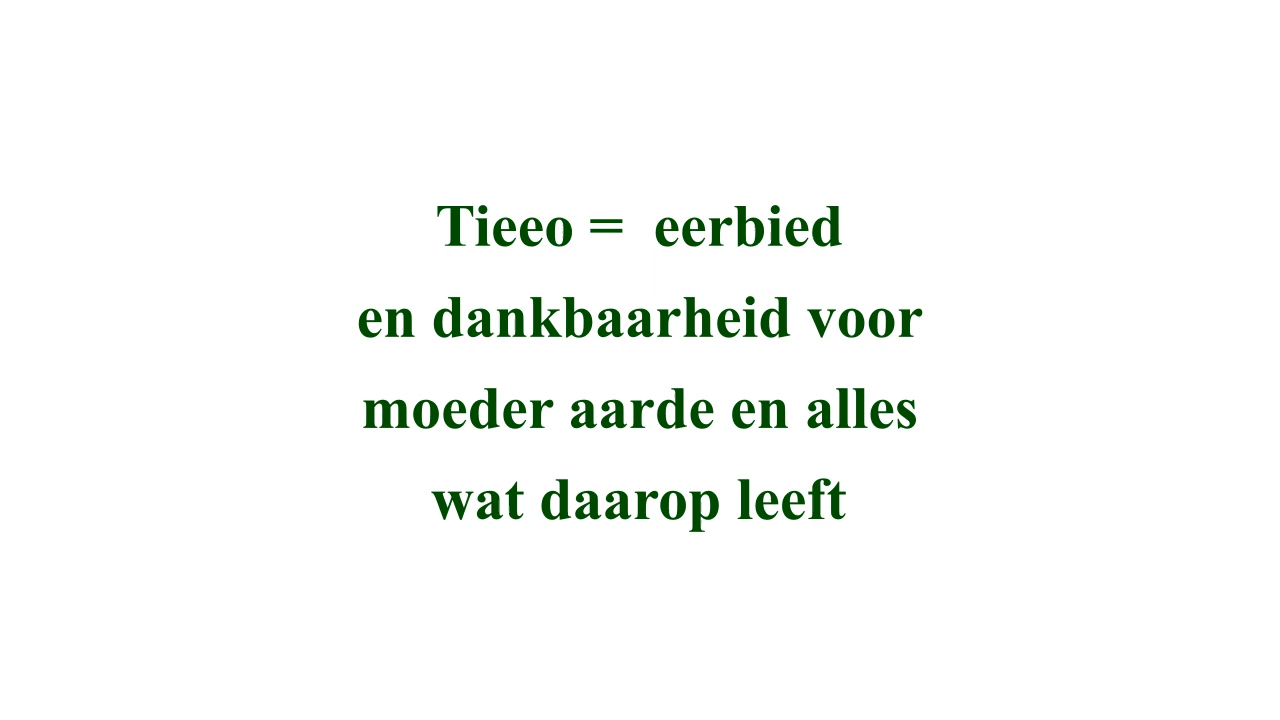 Tieeo =  eerbied
en dankbaarheid voor
moeder aarde en alles
wat daarop leeft